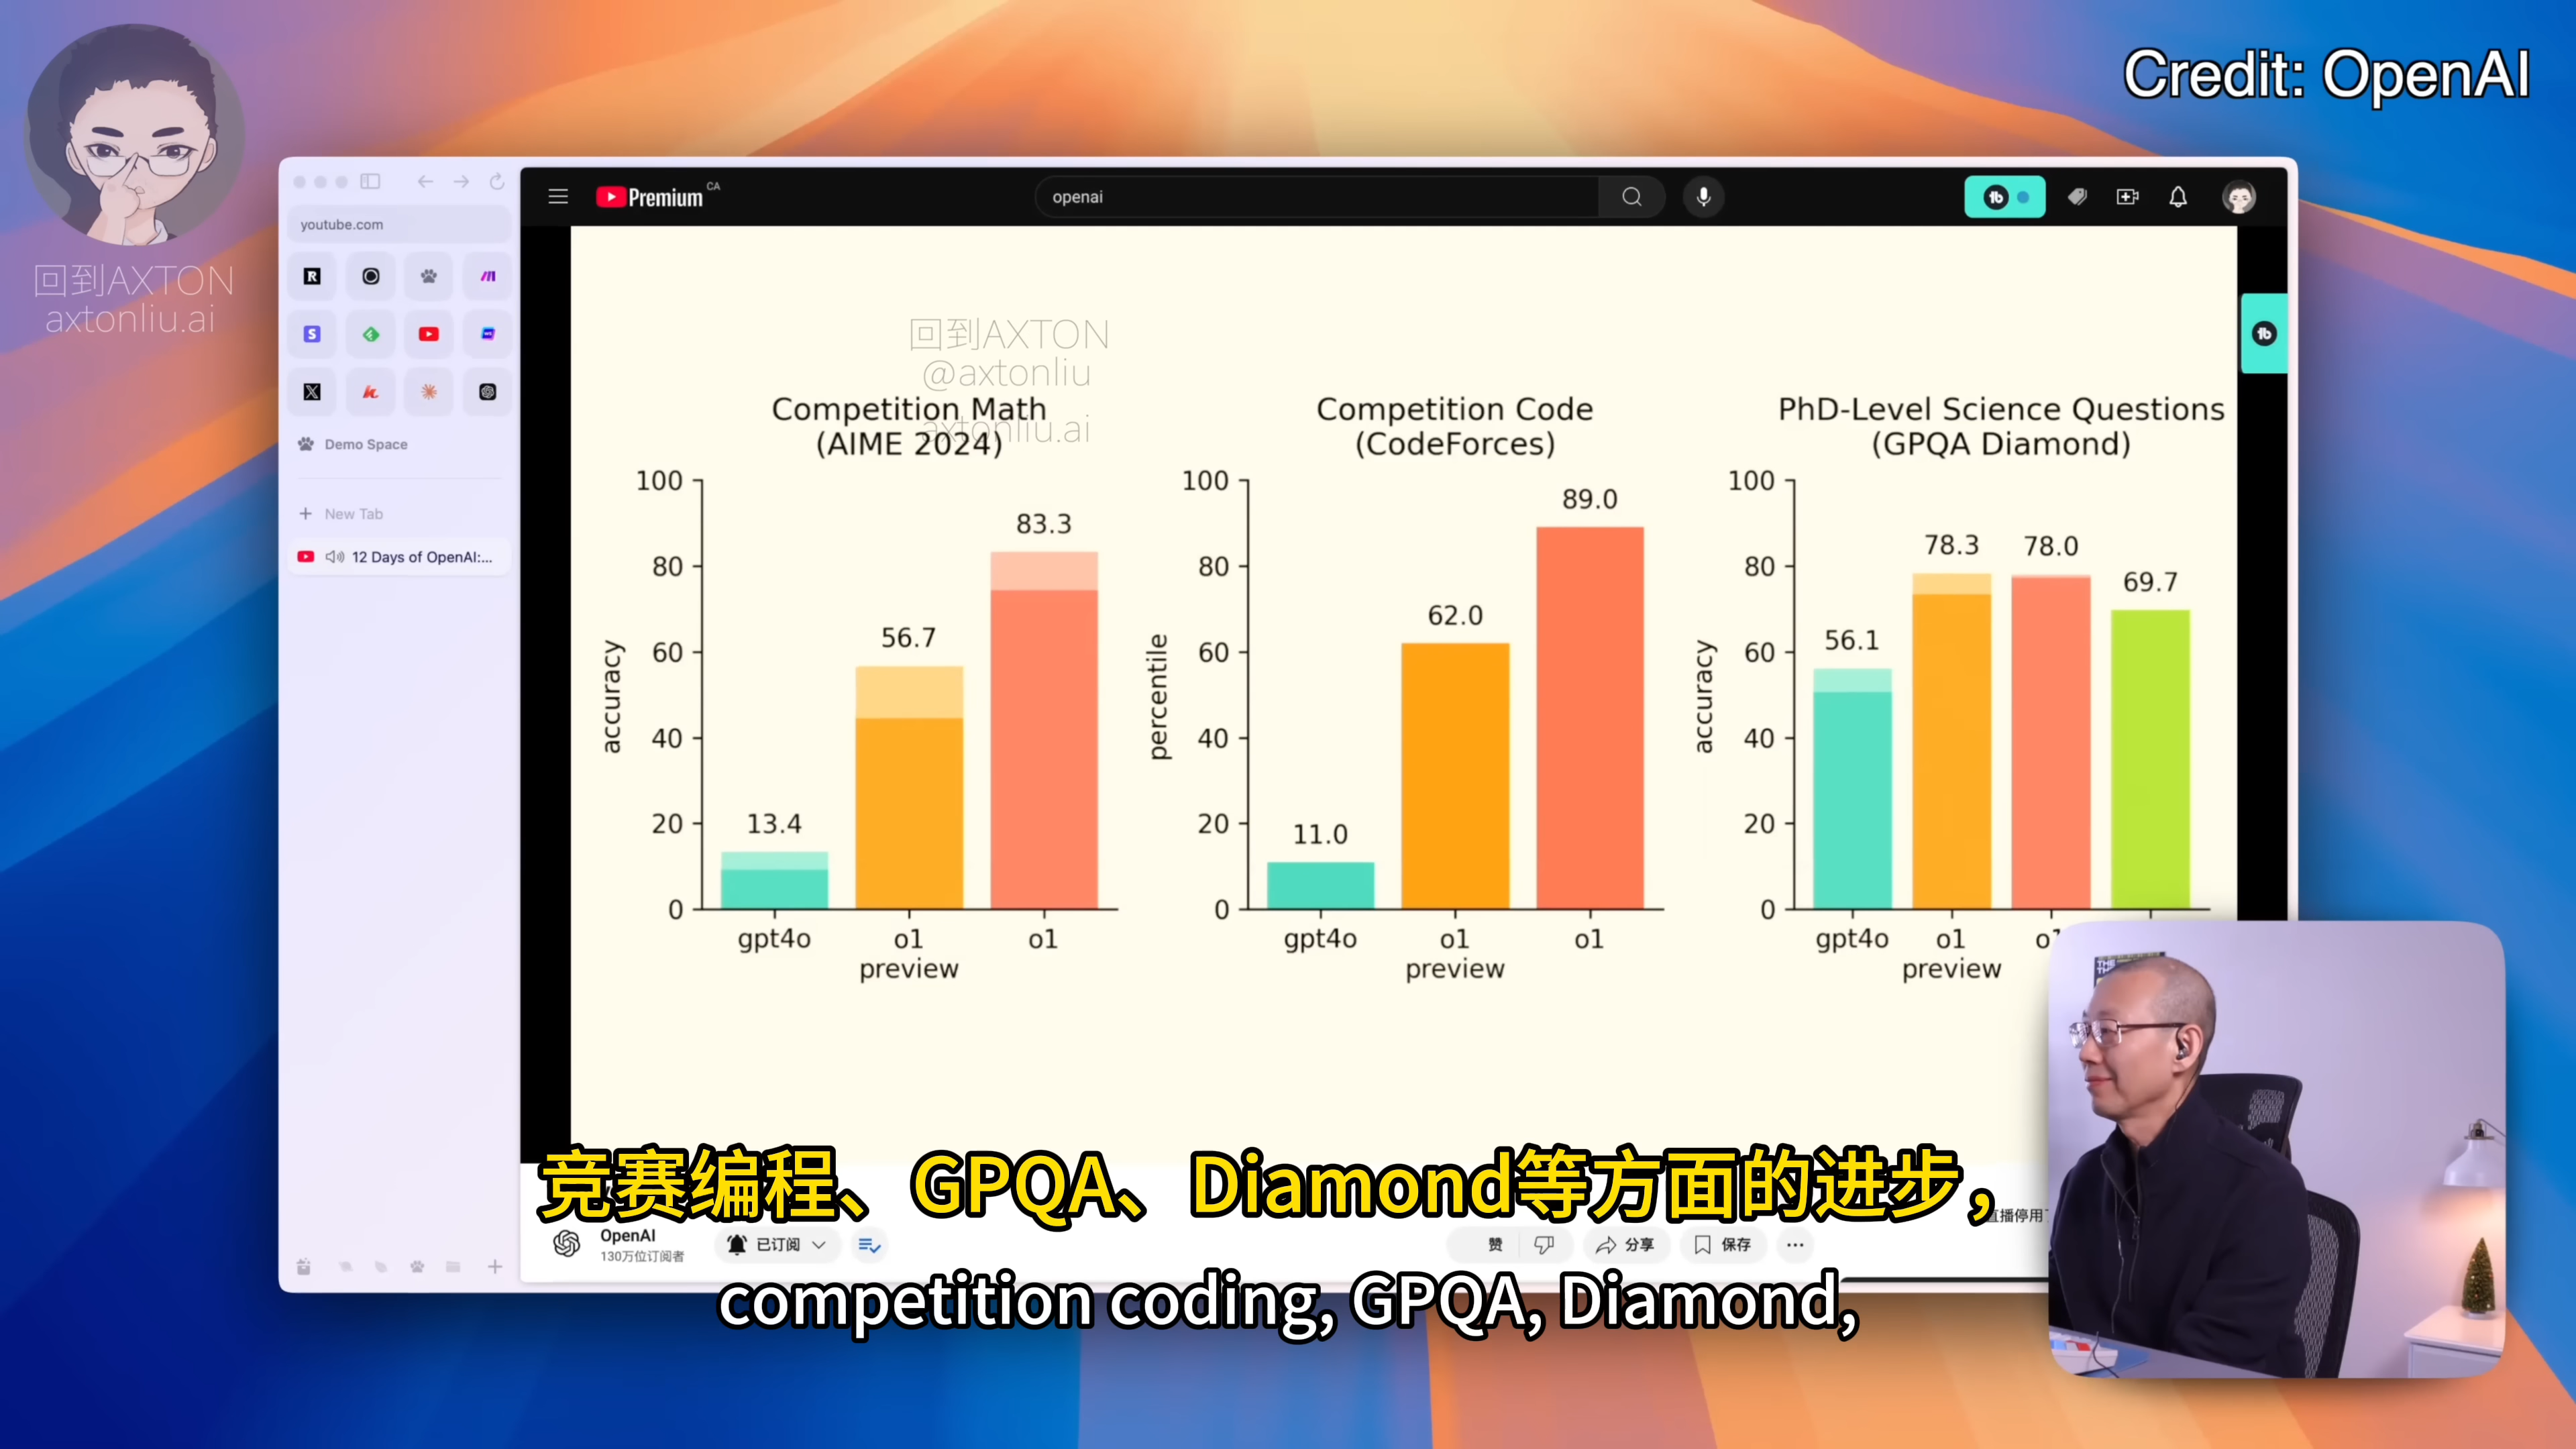 Credit: OpenAI
回到AXTON
axtonliu.ai
youtube.com
Premium CA
openai
Demo Space
New Tab
12 Days of OpenAI:...
回到AXTON
@axtonliu
axtonliu.ai
Competition Math
(AIME 2024)
accuracy
100
80
60
40
20
0
13.4
56.7
83.3
gpt4o
o1
preview
o1
Competition Code
(CodeForces)
percentile
100
80
60
40
20
0
11.0
62.0
89.0
gpt4o
o1
preview
o1
PhD-Level Science Questions
(GPQA Diamond)
accuracy
100
80
60
40
20
0
56.1
78.3
78.0
69.7
gpt4o
o1
preview
竞赛编程、GPQA、Diamond等方面的进步，
直播停用
OpenAI
130万位订阅者
已订阅
赞
分享
保存
competition coding, GPQA, Diamond,